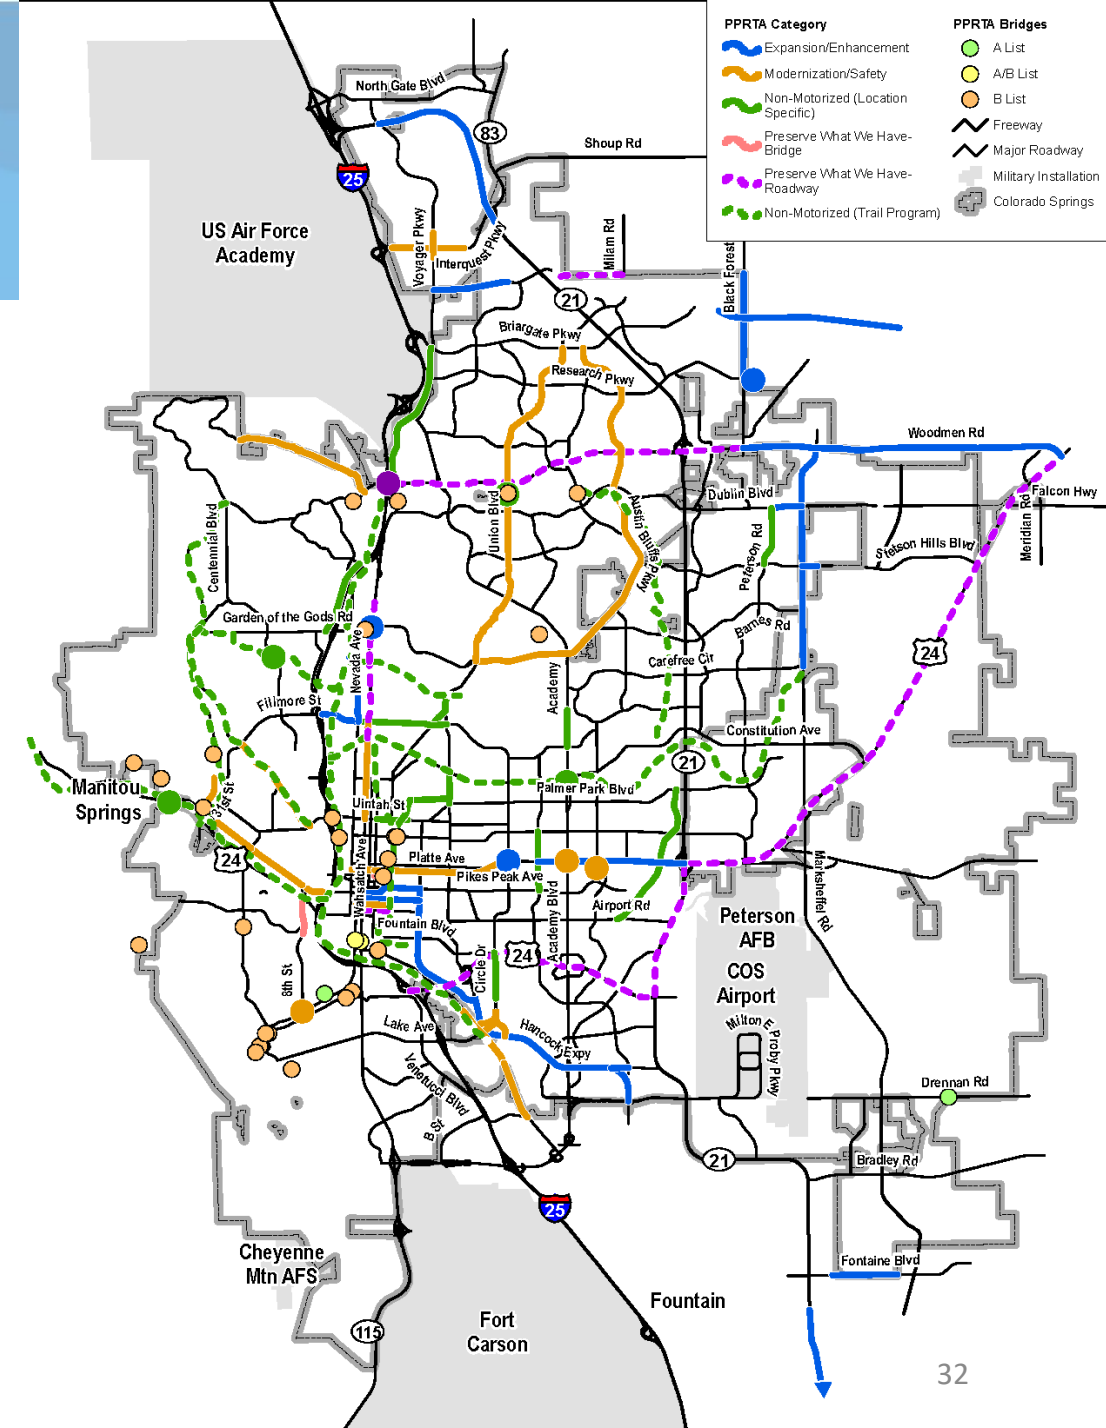 PPRTA Category
Expansion/Enhancement
Modernization/Safety
Non-Motorized (Location
Specific)
Preserve What We Have-
Bridge
Preserve What We Have-
Roadway
Non-Motorized (Trail Program)
PPRTA Bridges
A List
A/B List
B List
Freeway
Major Roadway
Military Installation
Colorado Springs
North Gate Blvd
83
Shoup Rd
25
US Air Force
Academy
Voyager Pkwy
Interquest Pkwy
Milam Rd
Black Forest
21
Briargate Pkwy
Research Pkwy
Woodmen Rd
Dublin Blvd
Falcon Hwy
Meridian Rd
Union Blvd
Austin Bluffs Pkwy
Peterson Rd
Stetson Hills Blvd
Centennial Blvd
Garden of the Gods Rd
Barnes Rd
24
Nevada Ave
Carefree Cir
Academy
Fillmore St
Constitution Ave
21
Manitou
Springs
31st St
Palmer Park Blvd
Uintah St
24
Wahsatch Ave
Platte Ave
Pikes Peak Ave
Marksheffel Rd
Airport Rd
Academy Blvd
Fountain Blvd
Peterson
AFB
24
Circle Dr
8th St
COS
Airport
Lake Ave
Hancock Expy
Milton E Proby Pkwy
Venetucci Blvd
B St
Drennan Rd
21
Bradley Rd
25
Cheyenne
Mtn AFS
Fontaine Blvd
Fountain
Fort
Carson
115
32